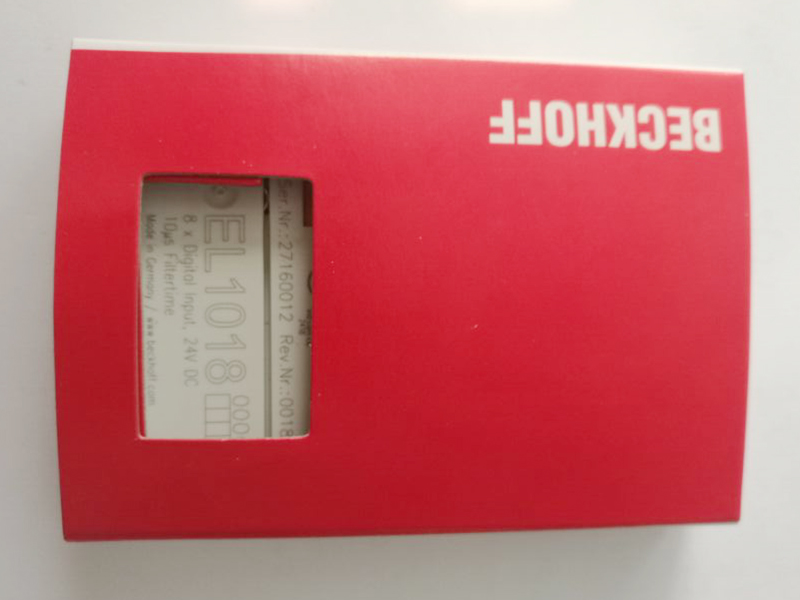 BECKHOFF
Ser.Nr.:27160012 Rev.Nr.:0018
EL1018
8 x Digital Input, 24V DC
10µs Filtertime
Made in Germany / www.beckhoff.com